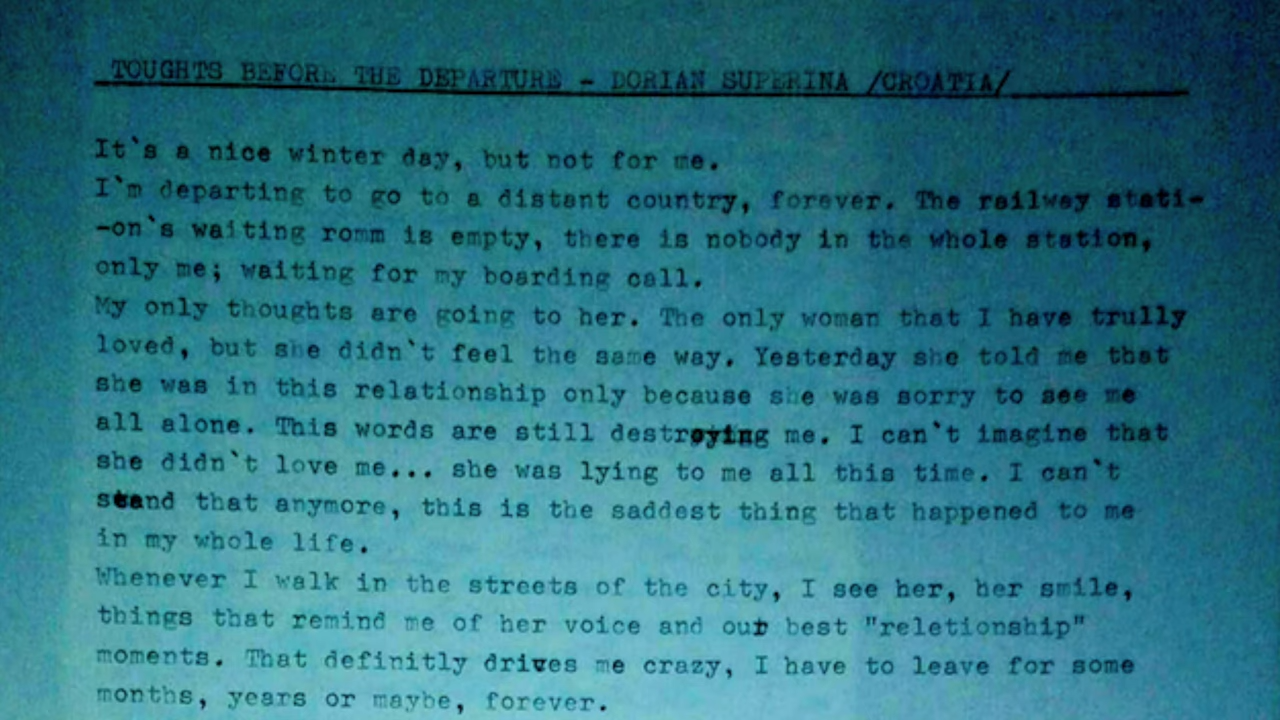 TOUGHTS BEFORE THE DEPARTURE - DORIAN SUPERINA /CROATIA/
It`s a nice winter day, but not for me.
I`m departing to go to a distant country, forever. The railway stati-
-on`s waiting romm is empty, there is nobody in the whole station,
only me; waiting for my boarding call.
My only thoughts are going to her. The only woman that I have trully
loved, but she didn`t feel the same way. Yesterday she told me that
she was in this relationship only because she was sorry to see me
all alone. This words are still destroying me. I can`t imagine that
she didn`t love me... she was lying to me all this time. I can`t
stand that anymore, this is the saddest thing that happened to me
in my whole life.
Whenever I walk in the streets of the city, I see her, her smile,
things that remind me of her voice and our best "reletionship"
moments. That definitly drives me crazy, I have to leave for some
months, years or maybe, forever.